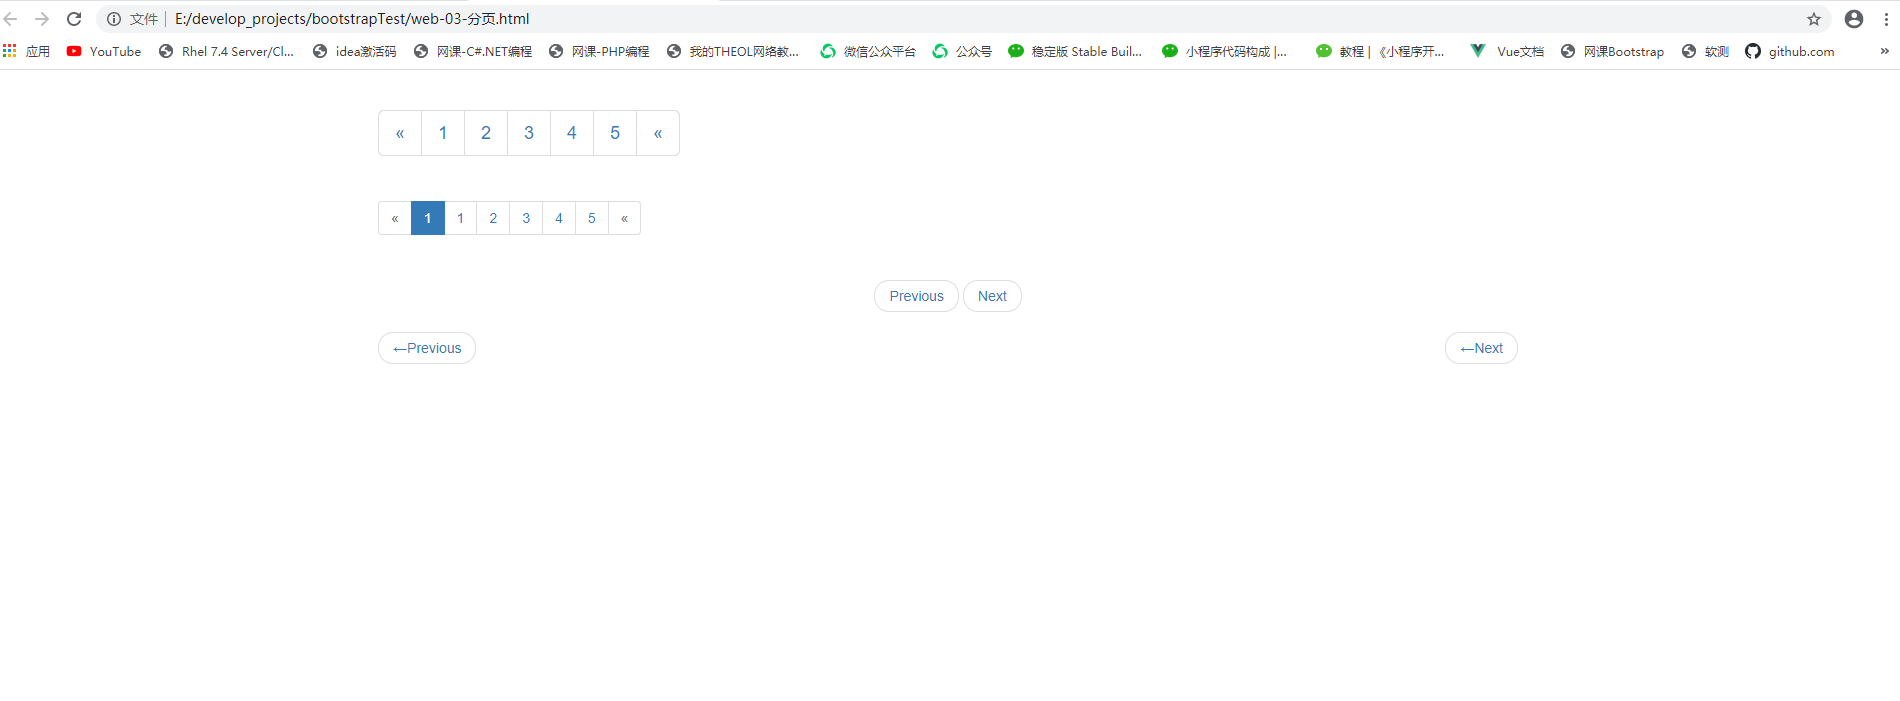 文件 E:/develop_projects/bootstrapTest/web-03-分页.html
应用 YouTube Rhel 7.4 Server/Cl... idea激活码 网课-C#.NET编程 网课-PHP编程 我的THEOL网络教... 微信公众平台 公众号 稳定版 Stable Buil... 小程序代码构成 |... 教程 | 《小程序开... Vue文档 网课Bootstrap 软测 github.com »
« 1 2 3 4 5 «
« 1 1 2 3 4 5 «
Previous Next
←Previous ←Next